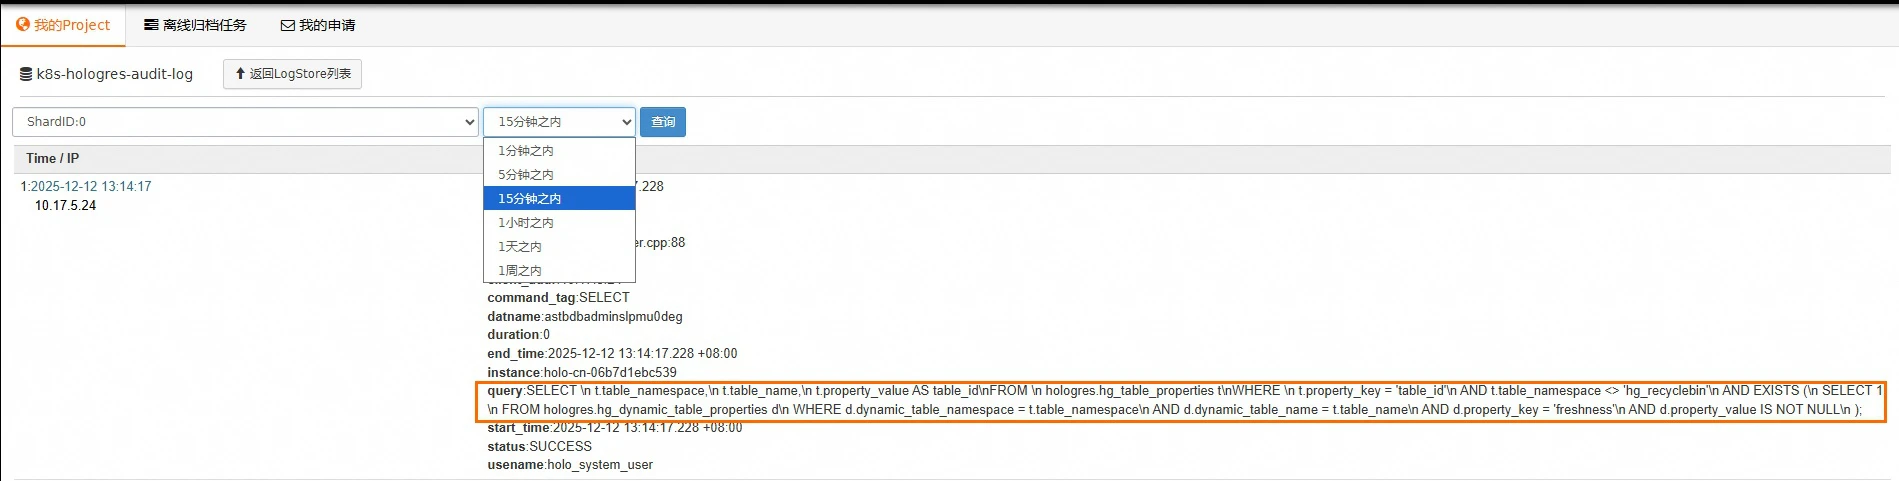 我的Project 离线归档任务 我的申请
k8s-hologres-audit-log 返回LogStore列表
ShardID:0 15分钟之内 查询
1分钟之内
5分钟之内
15分钟之内
1小时之内
1天之内
1周之内
Time / IP
1:2025-12-12 13:14:17
10.17.5.24
.228
er.cpp:88
command_tag:SELECT
datname:astbdbadminslpmu0deg
duration:0
end_time:2025-12-12 13:14:17.228 +08:00
instance:holo-cn-06b7d1ebc539
query:SELECT \n t.table_namespace,\n t.table_name,\n t.property_value AS table_id\nFROM \n hologres.hg_table_properties t\nWHERE \n t.property_key = 'table_id'\n AND t.table_namespace <> 'hg_recyclebin'\n AND EXISTS (\n SELECT 1
\n FROM hologres.hg_dynamic_table_properties d\n WHERE d.dynamic_table_namespace = t.table_namespace\n AND d.dynamic_table_name = t.table_name\n AND d.property_key = 'freshness'\n AND d.property_value IS NOT NULL\n );
start_time:2025-12-12 13:14:17.228 +08:00
status:SUCCESS
usename:holo_system_user